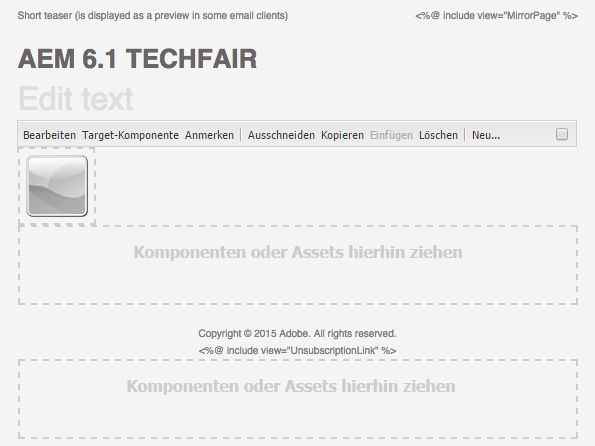 Short teaser (is displayed as a preview in some email clients) <%@ include view="MirrorPage" %>
AEM 6.1 TECHFAIR
Edit text
Bearbeiten Target-Komponente Anmerken Ausschneiden Kopieren Einfügen Löschen Neu...
Komponenten oder Assets hierhin ziehen
Copyright © 2015 Adobe. All rights reserved.
<%@ include view="UnsubscriptionLink" %>
Komponenten oder Assets hierhin ziehen